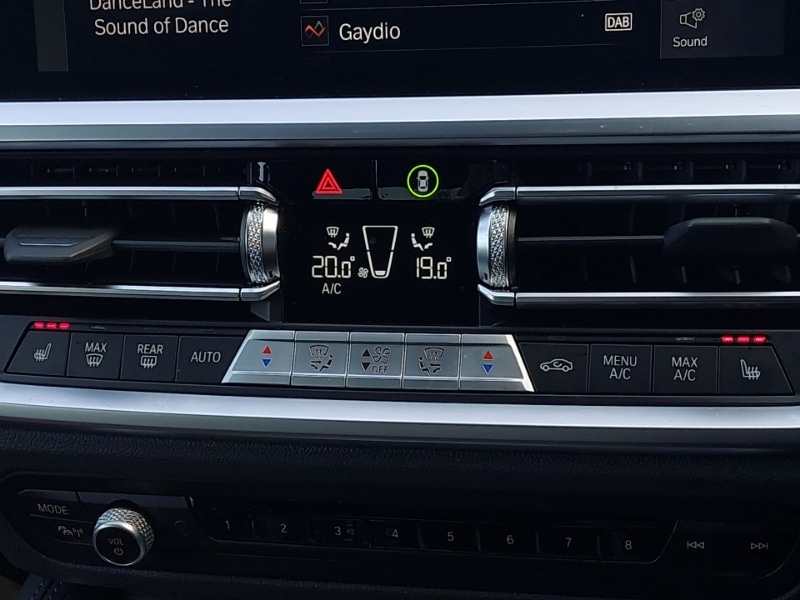 DanceLand - The
Sound of Dance
Gaydio
DAB
Sound
20.0°
19.0°
A/C
MAX
REAR
AUTO
OFF
MENU
A/C
MAX
A/C
MODE
VOL
1 2 3 4 5 6 7 8